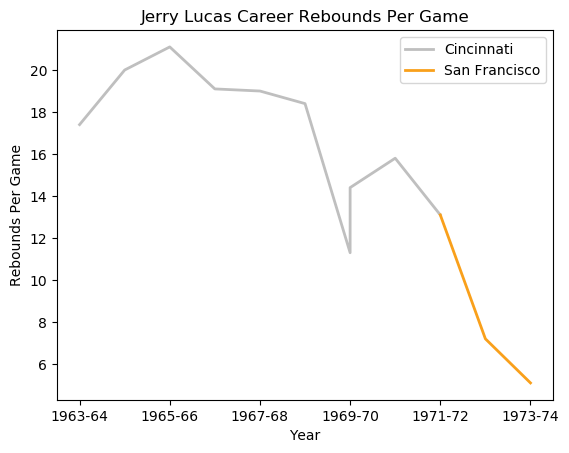 Jerry Lucas Career Rebounds Per Game
Cincinnati
San Francisco
Rebounds Per Game
20
18
16
14
12
10
8
6
1963-64 1965-66 1967-68 1969-70 1971-72 1973-74
Year